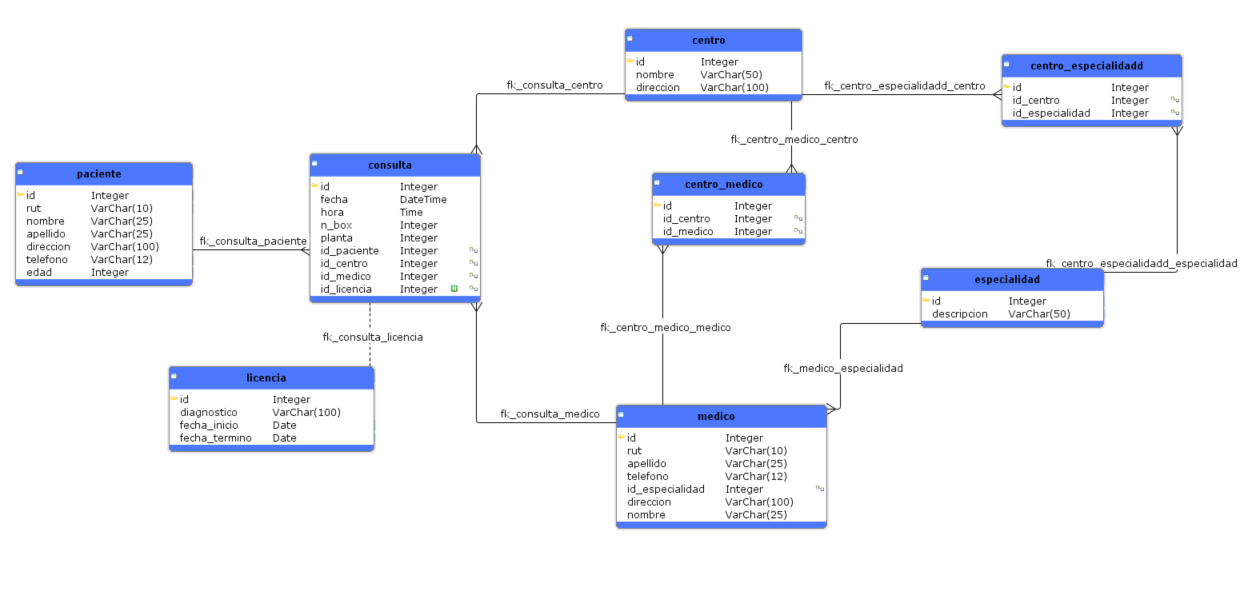 centro
id Integer
nombre VarChar(50)
direccion VarChar(100)
centro_especialidadd
id Integer
id_centro Integer
id_especialidad Integer
fk_consulta_centro
fk_centro_especialidadd_centro
fk_centro_medico_centro
paciente
id Integer
rut VarChar(10)
nombre VarChar(25)
apellido VarChar(25)
direccion VarChar(100)
telefono VarChar(12)
edad Integer
fk_consulta_paciente
consulta
id Integer
fecha DateTime
hora Time
n_box Integer
planta Integer
id_paciente Integer
id_centro Integer
id_medico Integer
id_licencia Integer N
centro_medico
id Integer
id_centro Integer
id_medico Integer
fk_centro_especialidadd_especialidad
especialidad
id Integer
descripcion VarChar(50)
fk_centro_medico_medico
fk_consulta_licencia
fk_medico_especialidad
licencia
id Integer
diagnostico VarChar(100)
fecha_inicio Date
fecha_termino Date
fk_consulta_medico
medico
id Integer
rut VarChar(10)
apellido VarChar(25)
telefono VarChar(12)
id_especialidad Integer
direccion VarChar(100)
nombre VarChar(25)